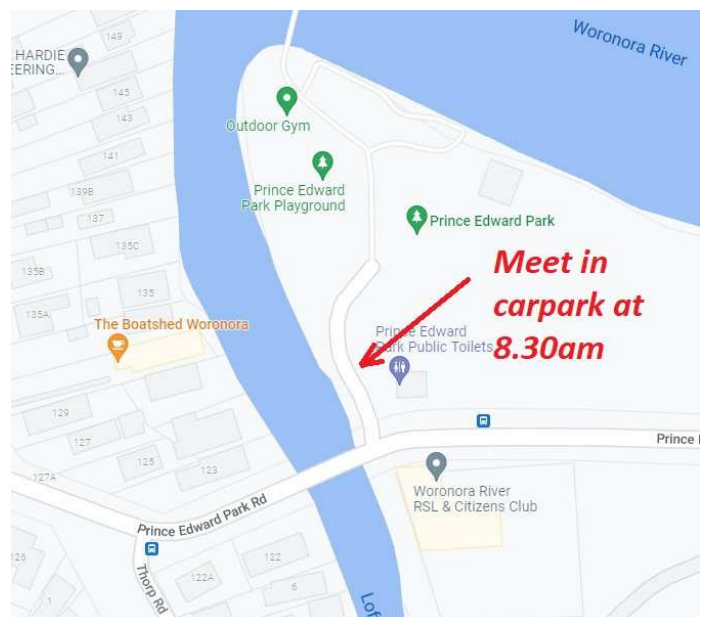 149
HARDIE
EERING...
145
143
141
139B
137
135C
135B
135
135A
129
127
127A
125
123
122
122A
6
126
1
Woronora River
Outdoor Gym
Prince Edward
Park Playground
Prince Edward Park
Meet in
carpark at
8.30am
The Boatshed Woronora
Prince Edward
Park Public Toilets
Woronora River
RSL & Citizens Club
Prince Edward Park Rd
Prince
Thorp Rd
Lof